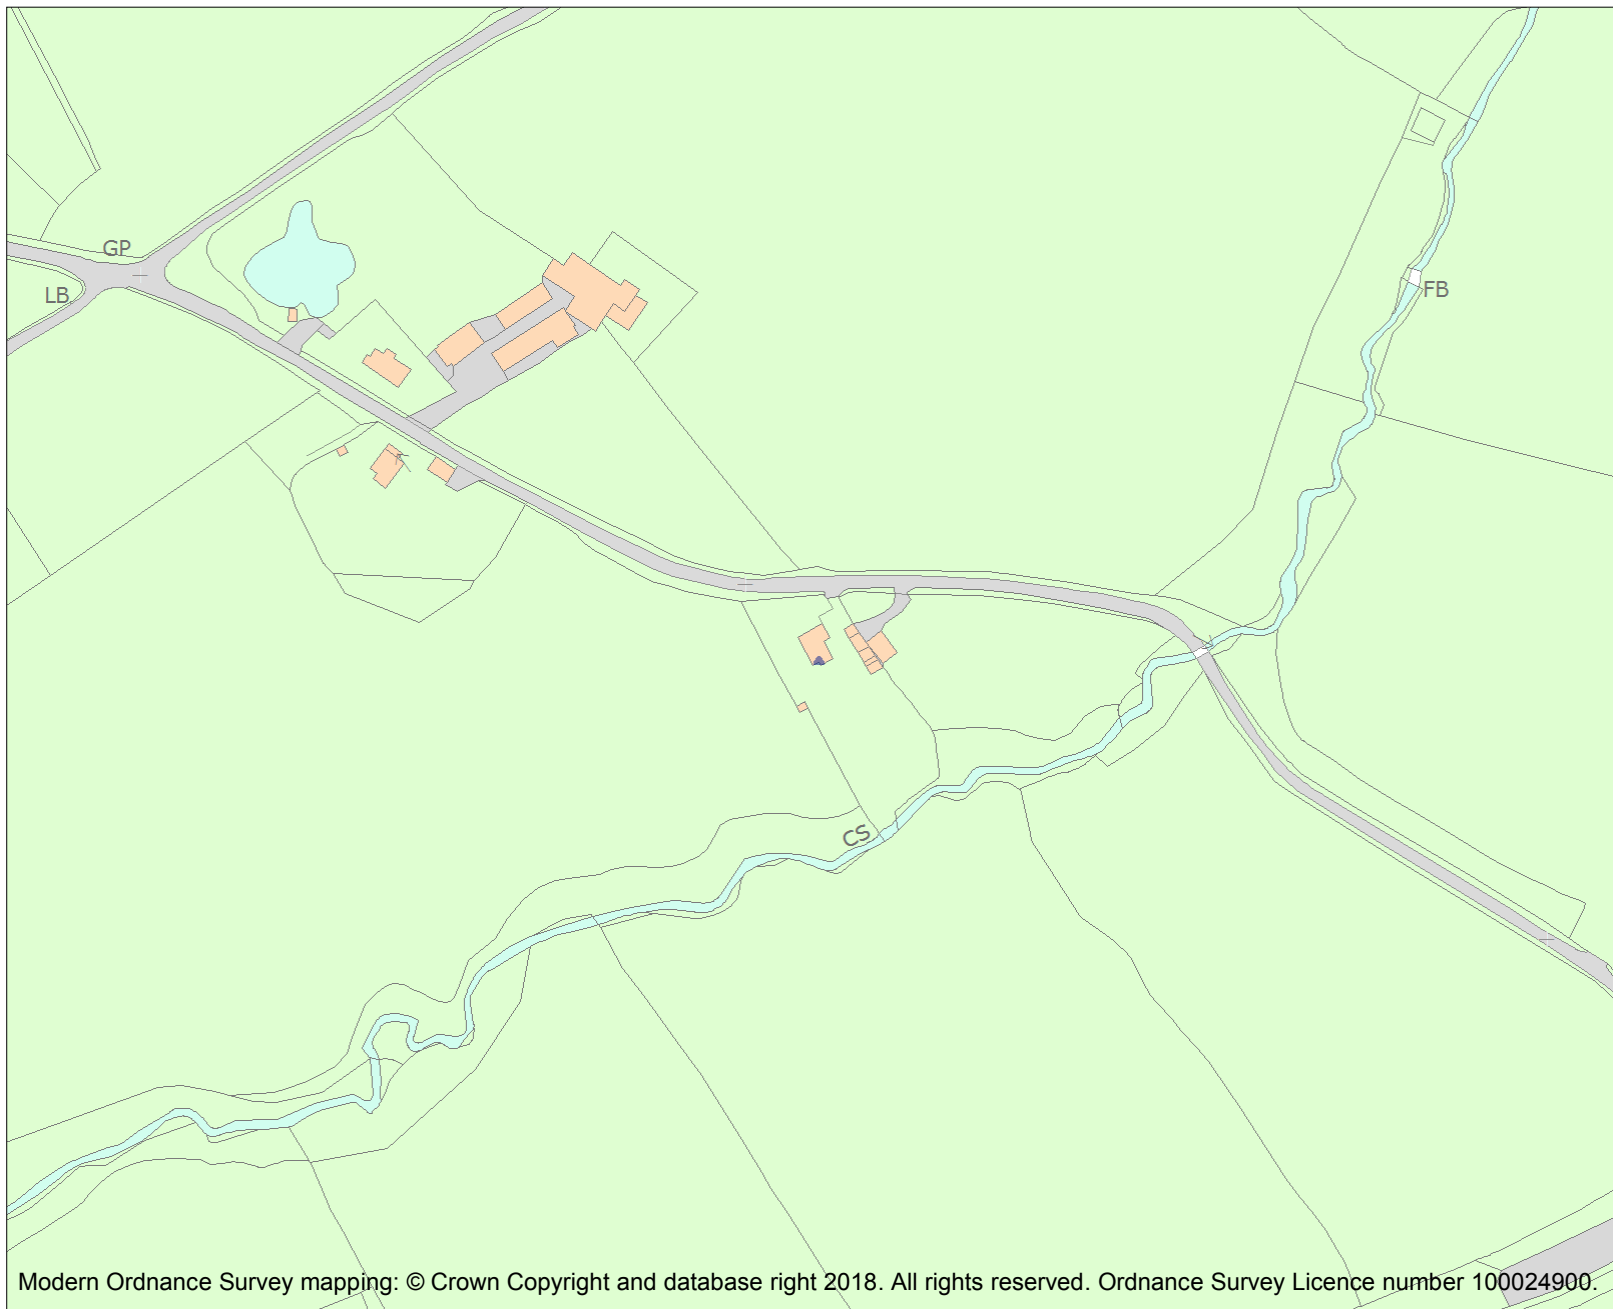 GP
LB
FB
CS
Modern Ordnance Survey mapping: © Crown Copyright and database right 2018. All rights reserved. Ordnance Survey Licence number 100024900.